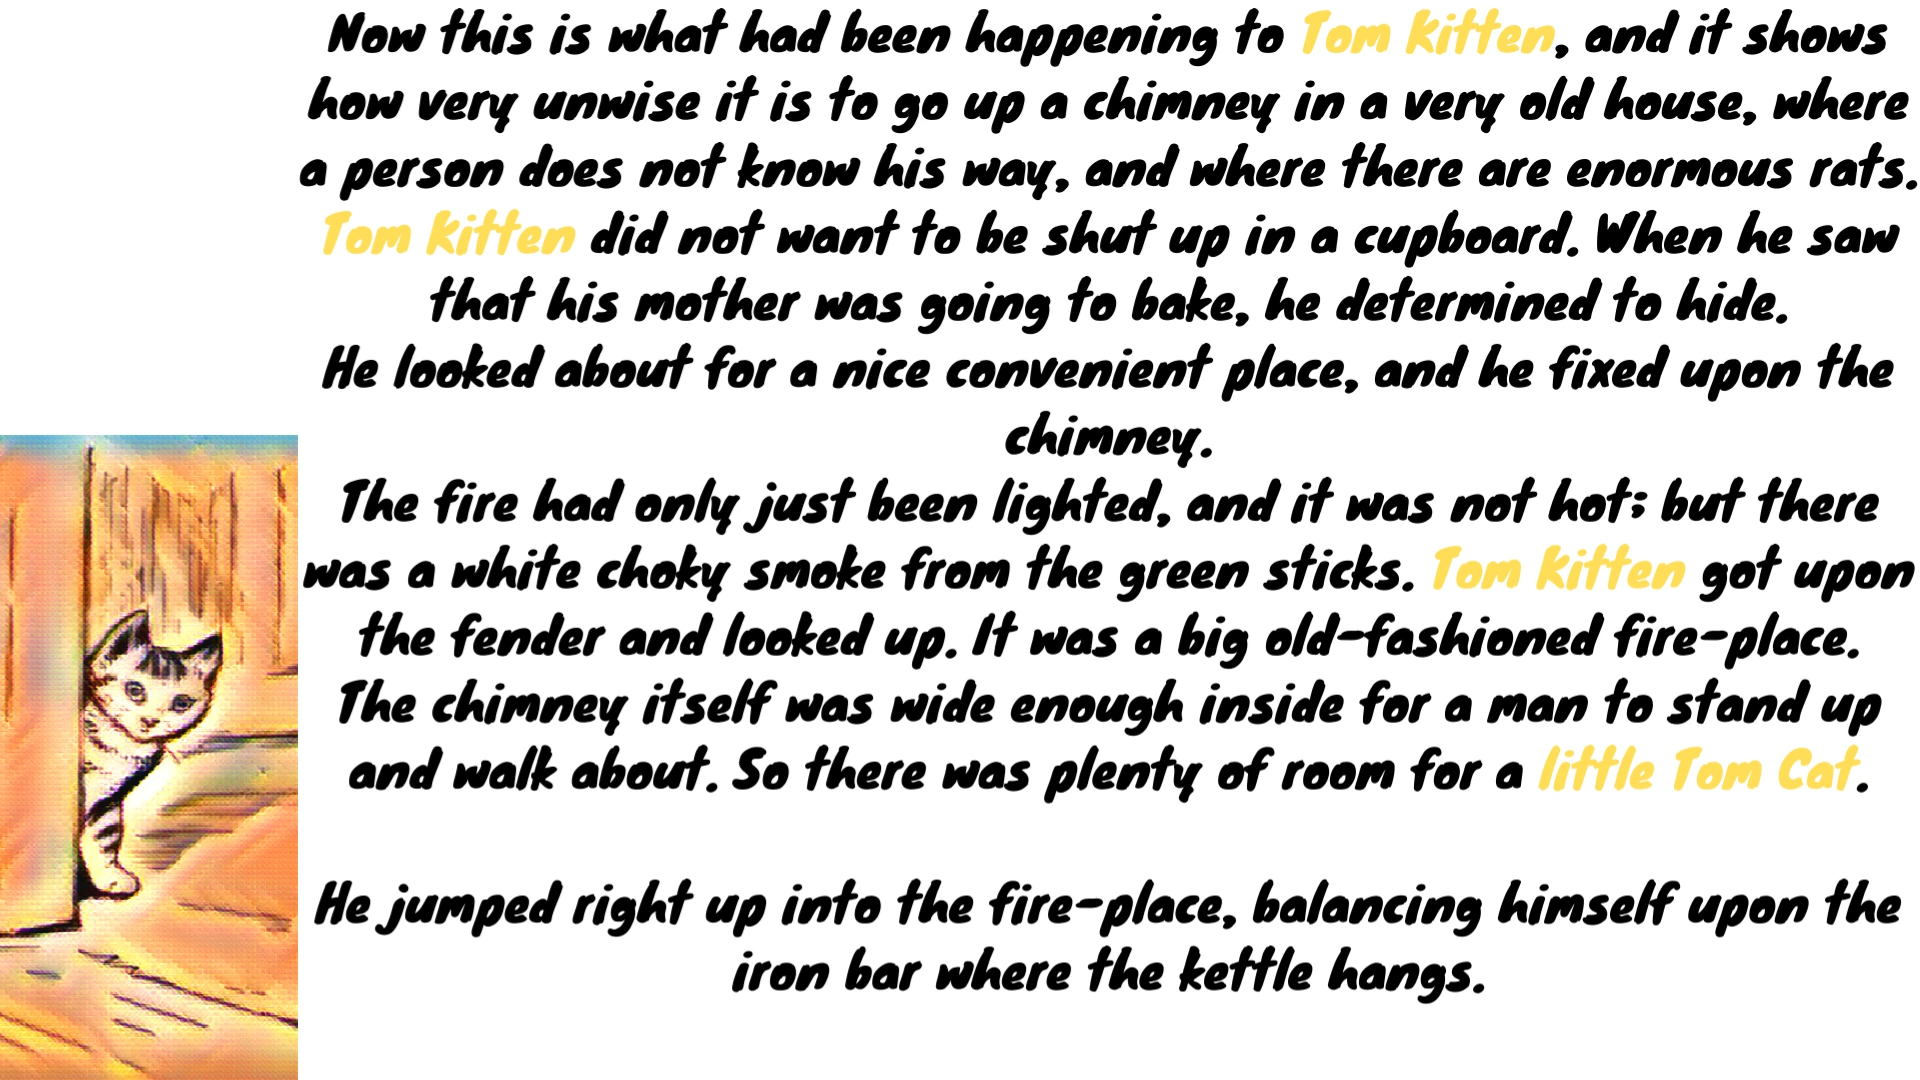 Now this is what had been happening to Tom Kitten, and it shows
how very unwise it is to go up a chimney in a very old house, where
a person does not know his way, and where there are enormous rats.
Tom Kitten did not want to be shut up in a cupboard. When he saw
that his mother was going to bake, he determined to hide.
He looked about for a nice convenient place, and he fixed upon the
chimney.
The fire had only just been lighted, and it was not hot; but there
was a white choky smoke from the green sticks. Tom Kitten got upon
the fender and looked up. It was a big old-fashioned fire-place.
The chimney itself was wide enough inside for a man to stand up
and walk about. So there was plenty of room for a little Tom Cat.
He jumped right up into the fire-place, balancing himself upon the
iron bar where the kettle hangs.